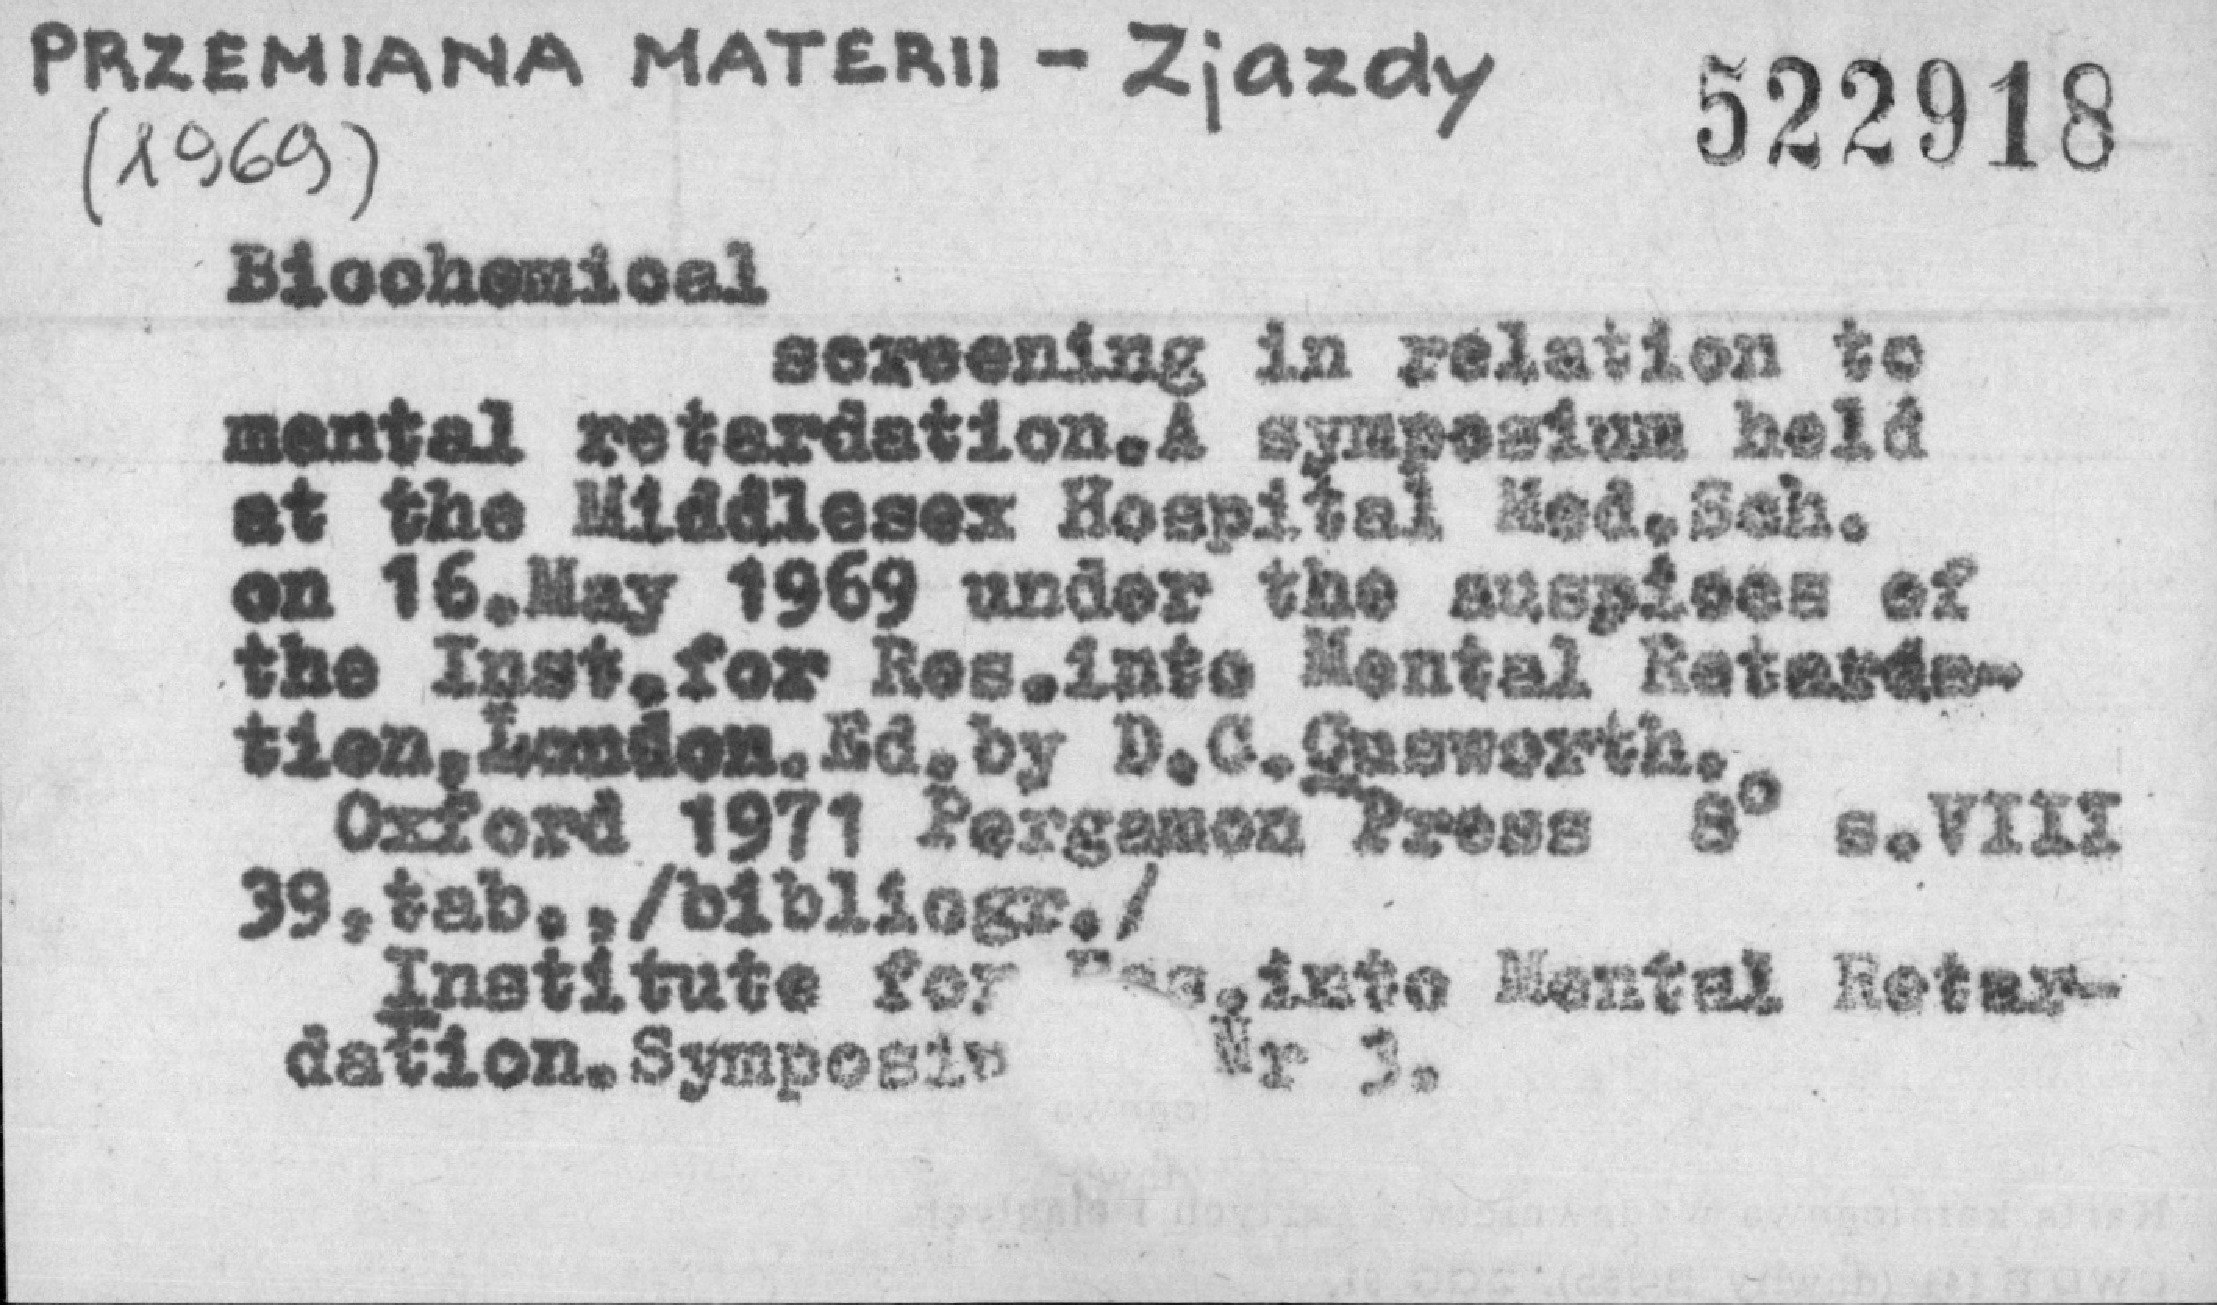 PRZEMIANA MATERII - Zjazdy
522918
(1969)
Biochemical
screening in relation to
mental retardation.A symposium held
at the Middlesex Hospital Med.Sch.
on 16.May 1969 under the auspices of
the Inst.for Res.into Mental Retarda-
tion,London.Ed.by D.C.Cusworth.
Oxford 1971 Pergamon Press 8° s.VIII
39,tab.,/bibliogr./
Institute for Res.into Mental Retar-
dation. Nr 3.